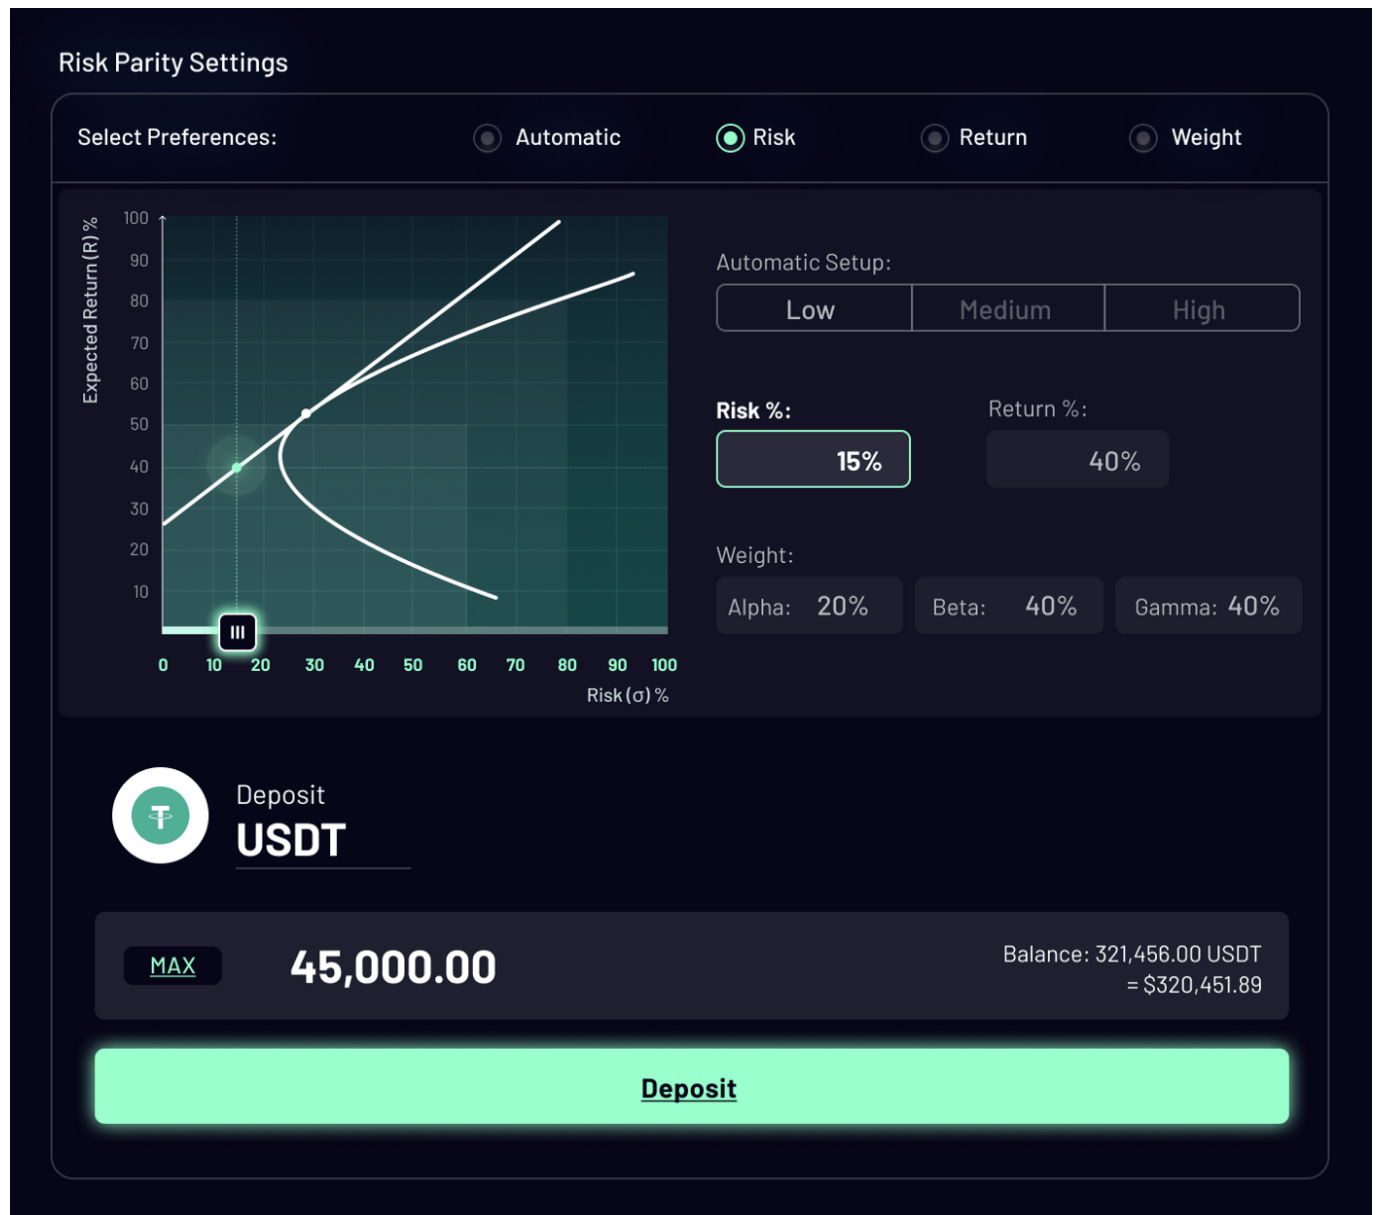 Risk Parity Settings
Select Preferences:
Automatic
Risk
Return
Weight
Expected Return (R) %
100
90
80
70
60
50
40
30
20
10
0 10 20 30 40 50 60 70 80 90 100
Risk (σ) %
Automatic Setup:
Low Medium High
Risk %: Return %:
15% 40%
Weight:
Alpha: 20% Beta: 40% Gamma: 40%
Deposit
USDT
MAX
45,000.00
Balance: 321,456.00 USDT
= $320,451.89
Deposit